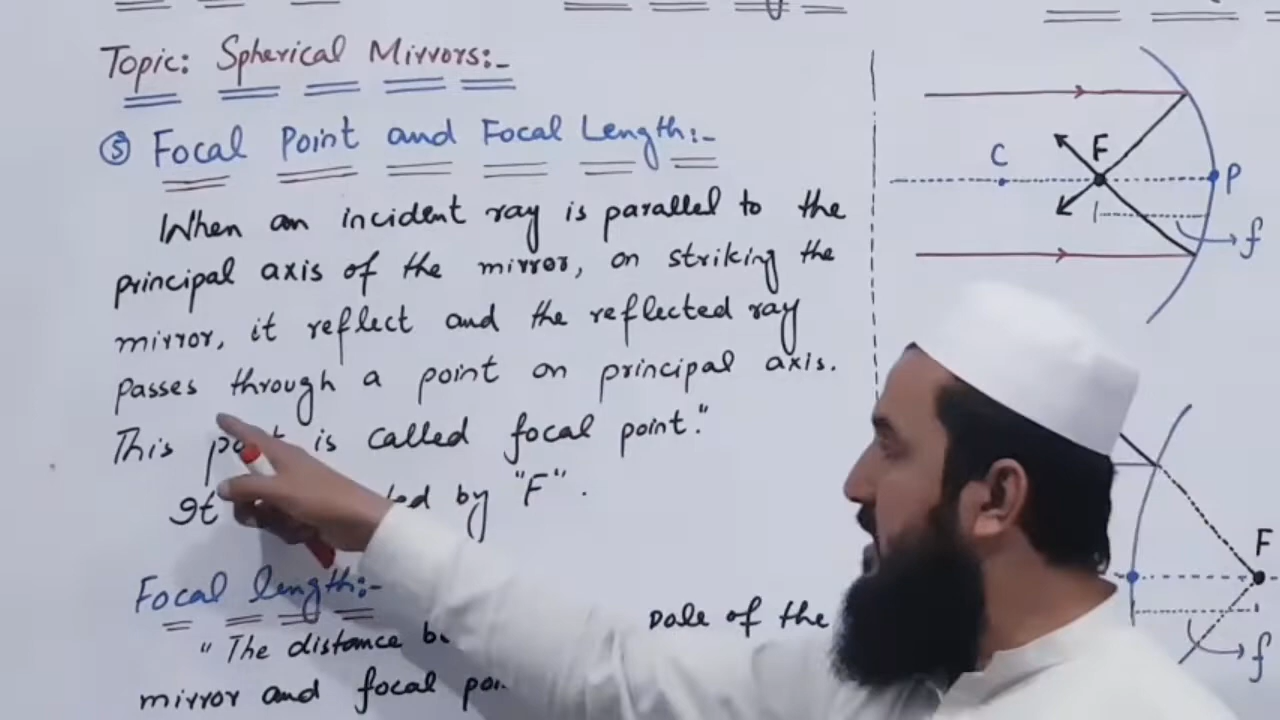 Topic: Spherical Mirrors:-
⑤ Focal Point and Focal Length:-
When an incident ray is parallel to the
principal axis of the mirror, on striking the
mirror, it reflect and the reflected ray
passes through a point on principal axis.
This point is called focal point."
It by "F".
Focal length:-
"The distance Pole of the
mirror and focal
C F P
f
F
f